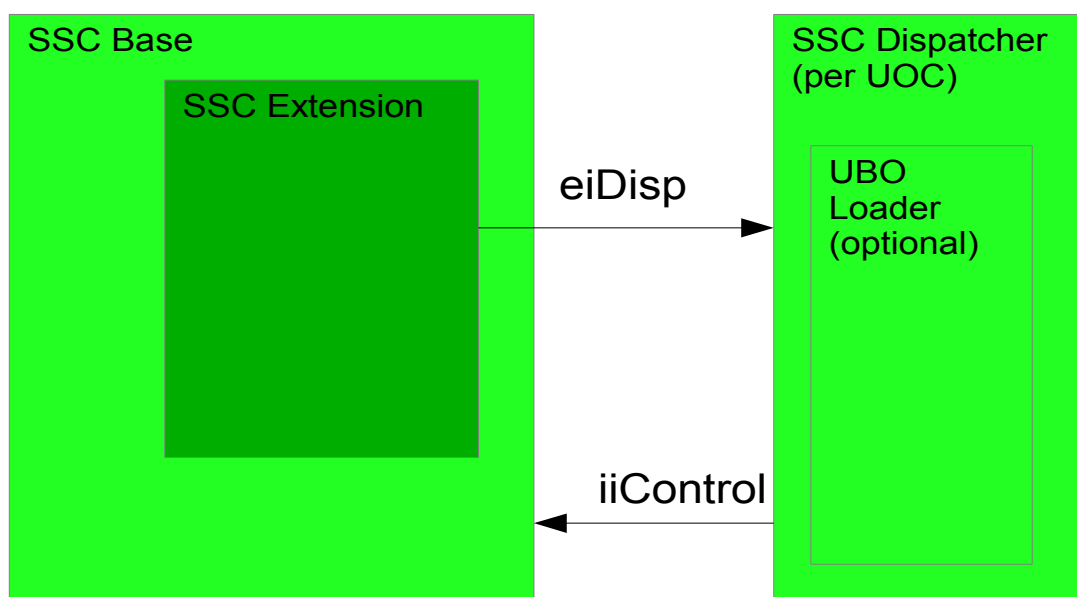 SSC Base
SSC Extension
eiDisp
iiControl
SSC Dispatcher
(per UOC)
UBO
Loader
(optional)